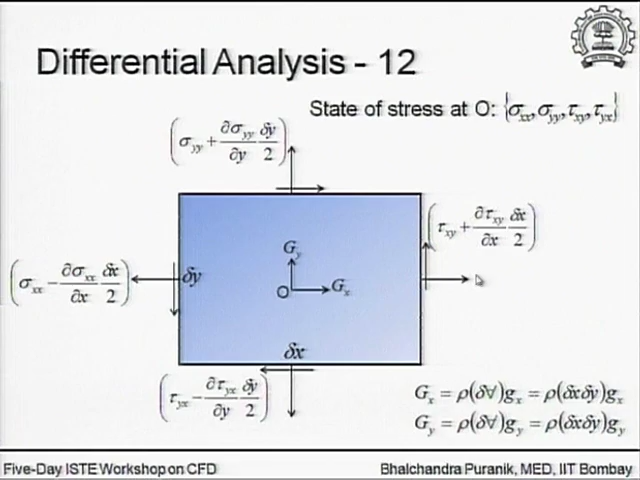 Differential Analysis - 12
State of stress at O: {σxx, σyy, τxy, τyx}
(σyy + ∂σyy/∂y δy/2)
(τxy + ∂τxy/∂x δx/2)
Gy
(σxx − ∂σxx/∂x δx/2)
δy
O
Gx
δx
(τyx − ∂τyx/∂y δy/2)
Gx = ρ(δ∀)gx = ρ(δxδy)gx
Gy = ρ(δ∀)gy = ρ(δxδy)gy
Five-Day ISTE Workshop on CFD
Bhalchandra Puranik, MED, IIT Bombay